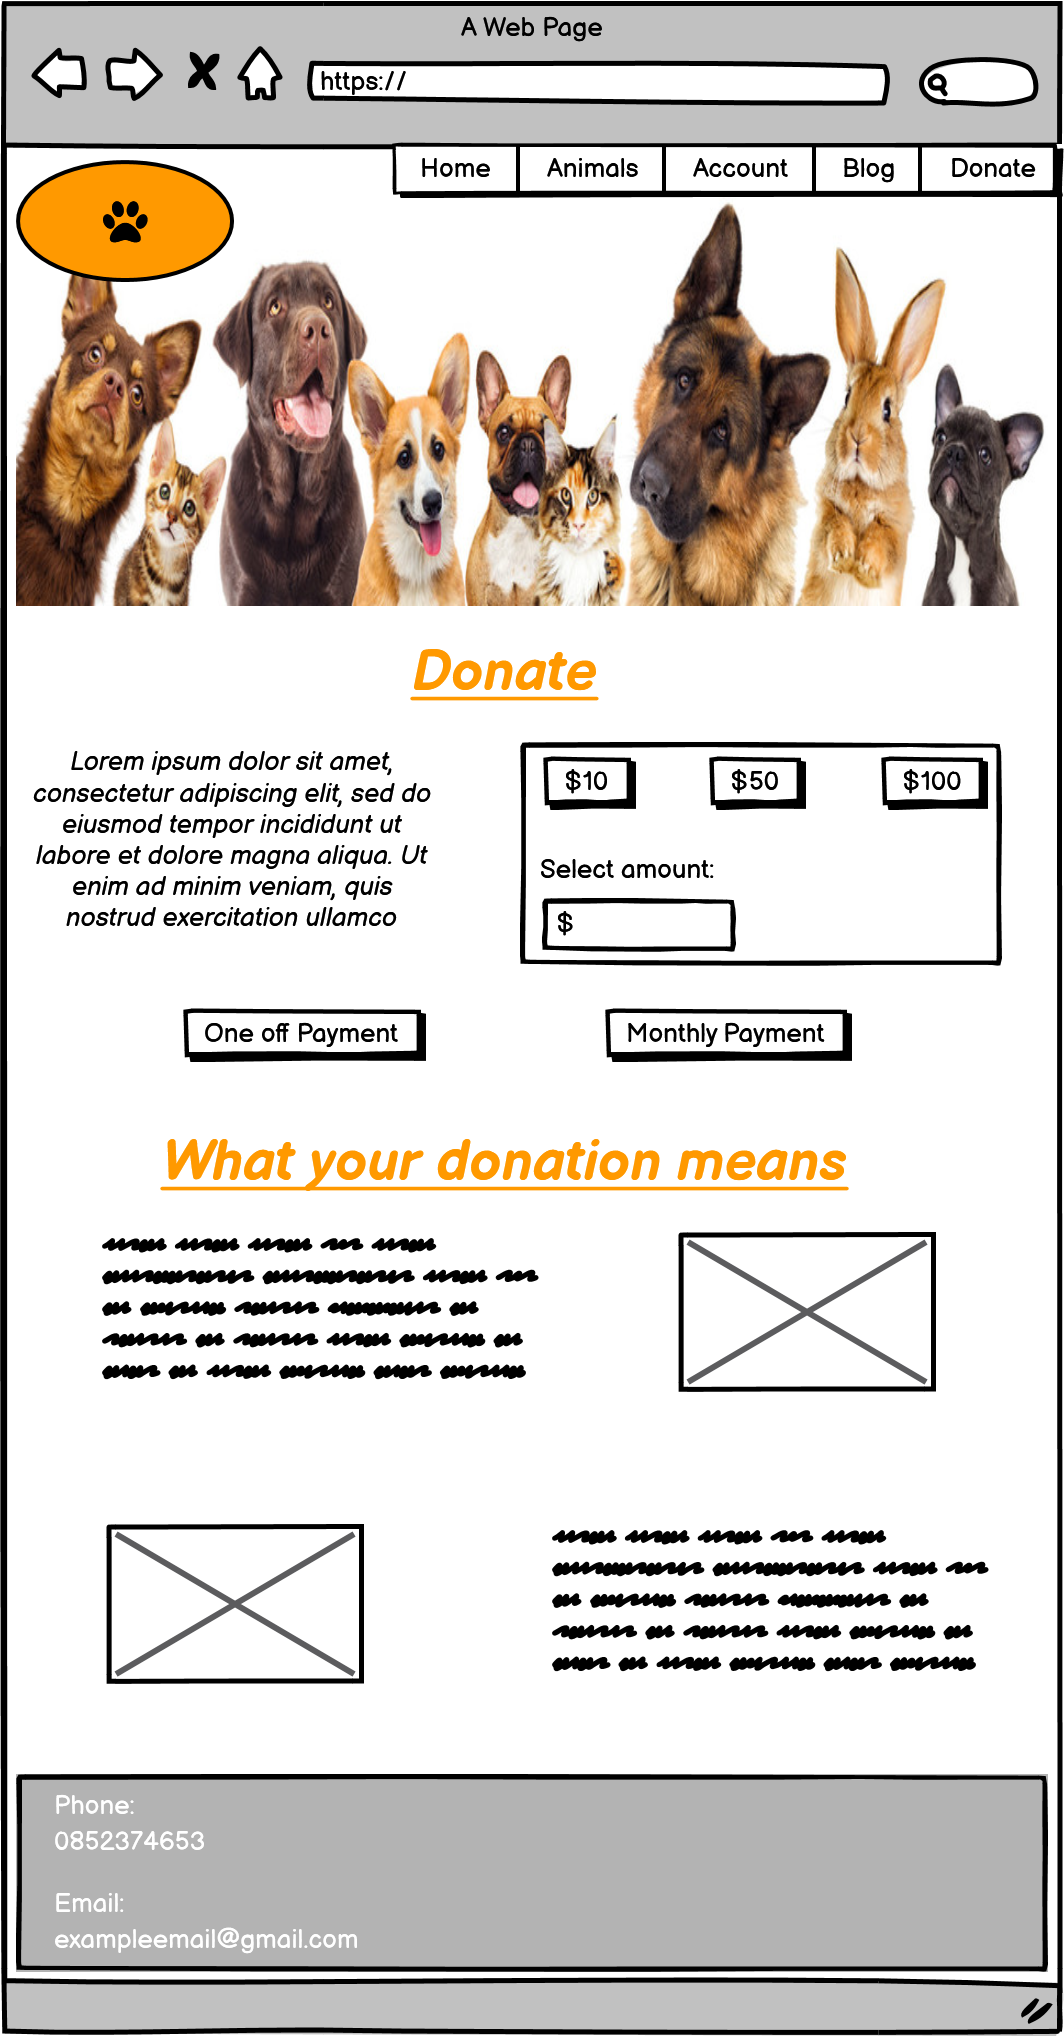 A Web Page
https://
Home Animals Account Blog Donate
Donate
Lorem ipsum dolor sit amet,
consectetur adipiscing elit, sed do
eiusmod tempor incididunt ut
labore et dolore magna aliqua. Ut
enim ad minim veniam, quis
nostrud exercitation ullamco
$10 $50 $100
Select amount:
$
One off Payment Monthly Payment
What your donation means
Phone:
0852374653
Email:
exampleemail@gmail.com